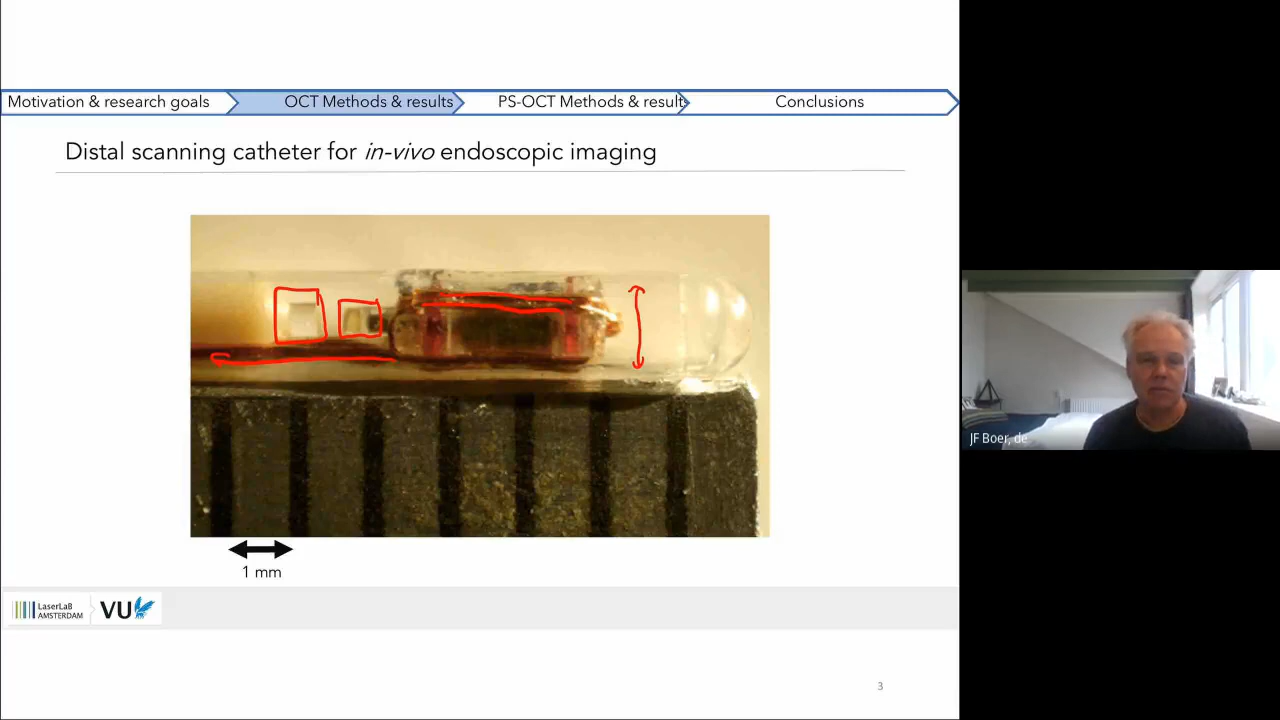 Motivation & research goals
OCT Methods & results
PS-OCT Methods & results
Conclusions
Distal scanning catheter for in-vivo endoscopic imaging
JF Boer, de
1 mm
LaserLaB
AMSTERDAM
VU
3